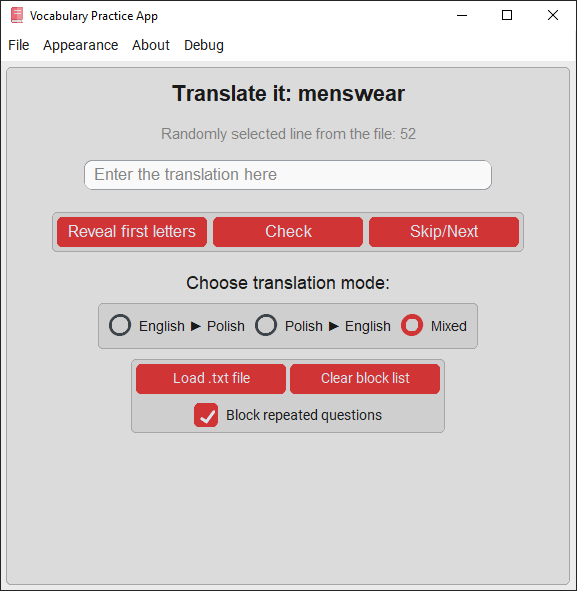 Vocabulary Practice App
File Appearance About Debug
Translate it: menswear
Randomly selected line from the file: 52
Enter the translation here
Reveal first letters Check Skip/Next
Choose translation mode:
English ► Polish Polish ► English Mixed
Load .txt file Clear block list
Block repeated questions